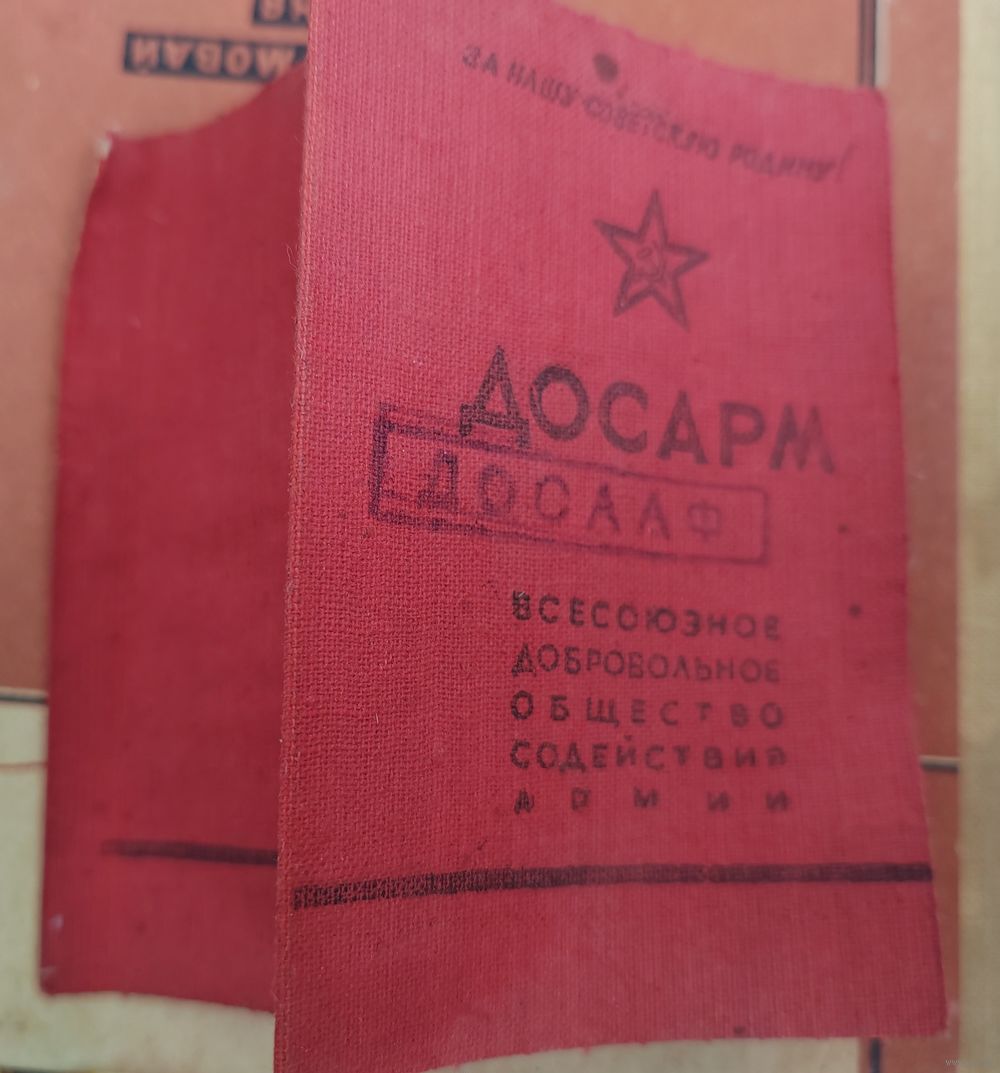 ЗА НАШУ СОВЕТСКУЮ РОДИНУ!
ДОСАРМ
ДОСААФ
ВСЕСОЮЗНОЕ
ДОБРОВОЛЬНОЕ
ОБЩЕСТВО
СОДЕЙСТВИЯ
АРМИИ